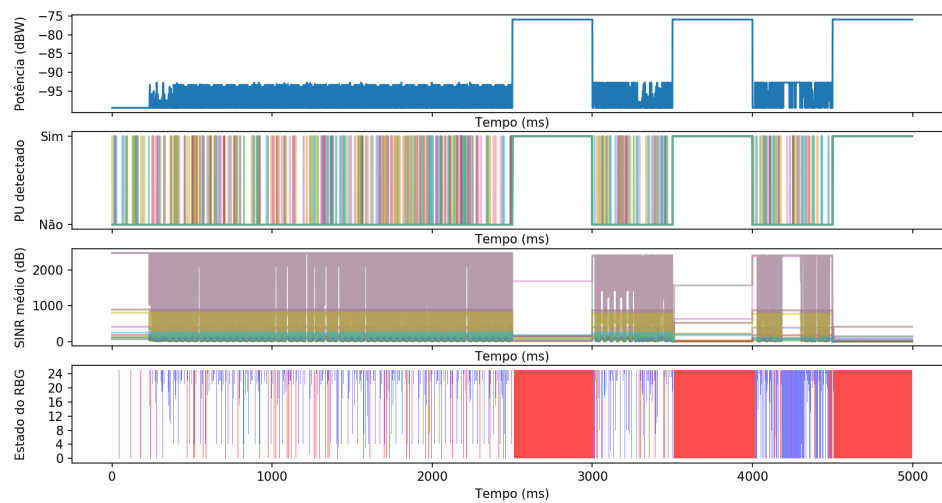 Potência (dBW)
−75
−80
−85
−90
−95
Tempo (ms)
PU detectado
Sim
Não
Tempo (ms)
SINR médio (dB)
2000
1000
0
Tempo (ms)
Estado do RBG
24
20
16
12
8
4
0
0
1000
2000
3000
4000
5000
Tempo (ms)